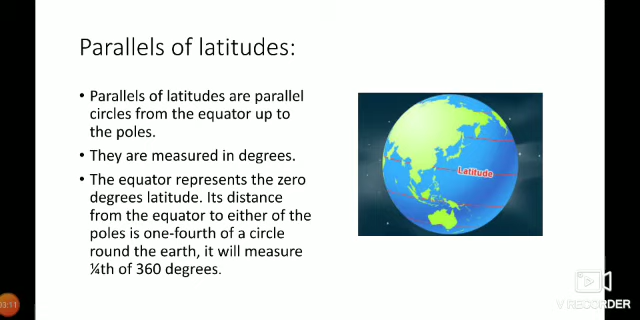 Parallels of latitudes:
• Parallels of latitudes are parallel
circles from the equator up to
the poles.
• They are measured in degrees.
• The equator represents the zero
degrees latitude. Its distance
from the equator to either of the
poles is one-fourth of a circle
round the earth, it will measure
¼th of 360 degrees.
Latitude
03:11
V RECORDER